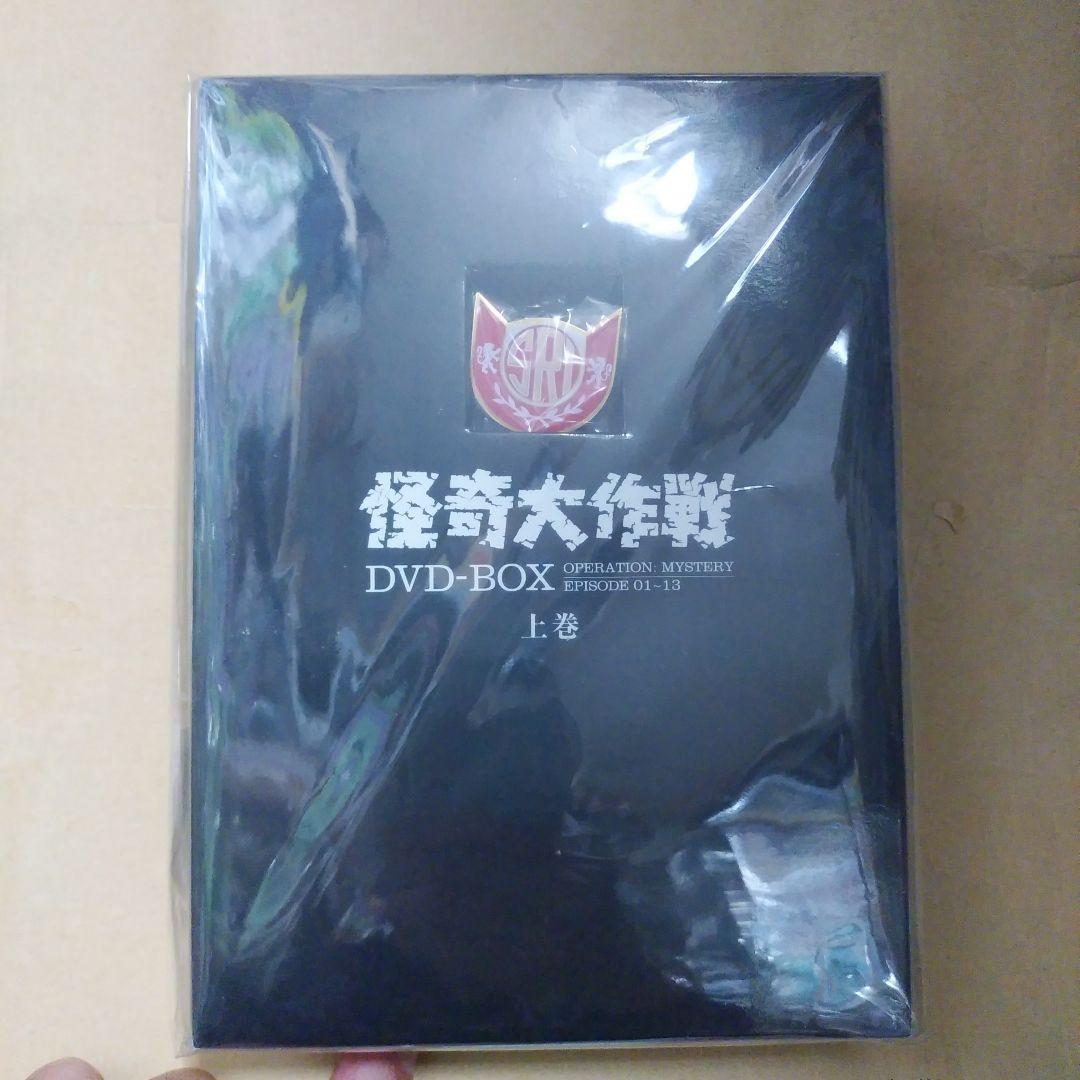 SRI
怪奇大作戦
DVD-BOX
OPERATION: MYSTERY
EPISODE 01~13
上巻